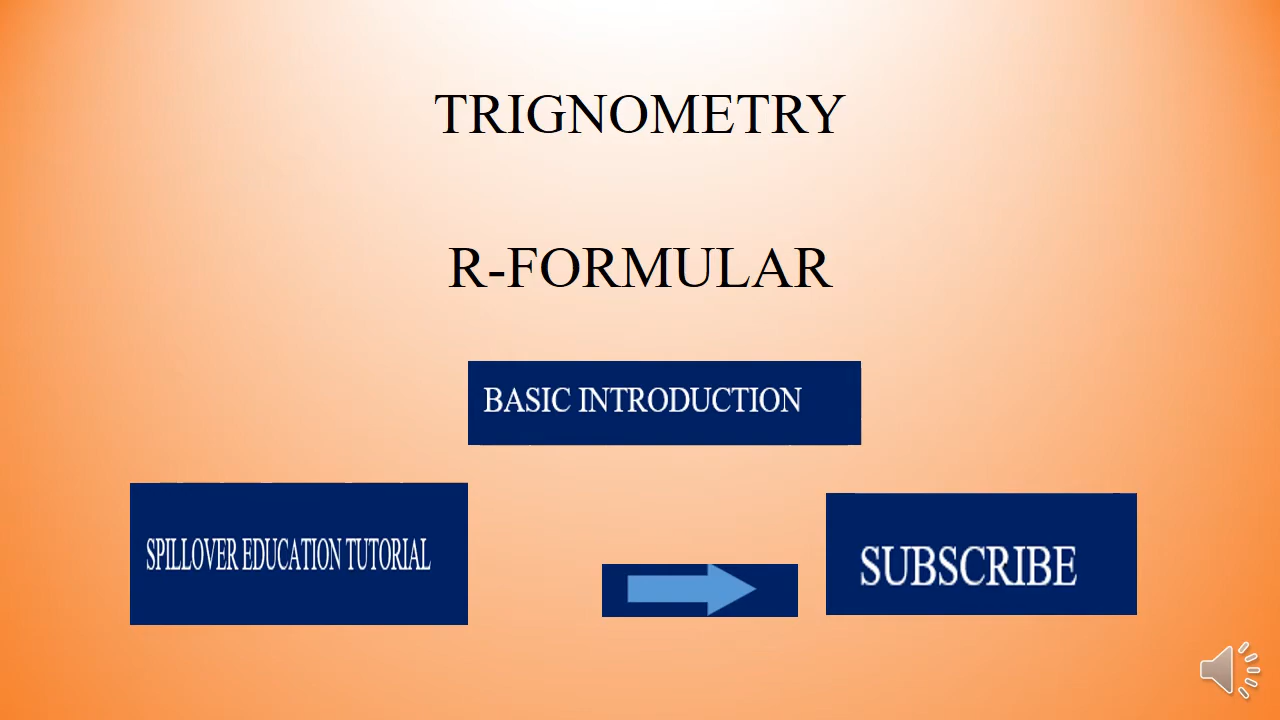 TRIGNOMETRY
R-FORMULAR
BASIC INTRODUCTION
SPILLOVER EDUCATION TUTORIAL
SUBSCRIBE